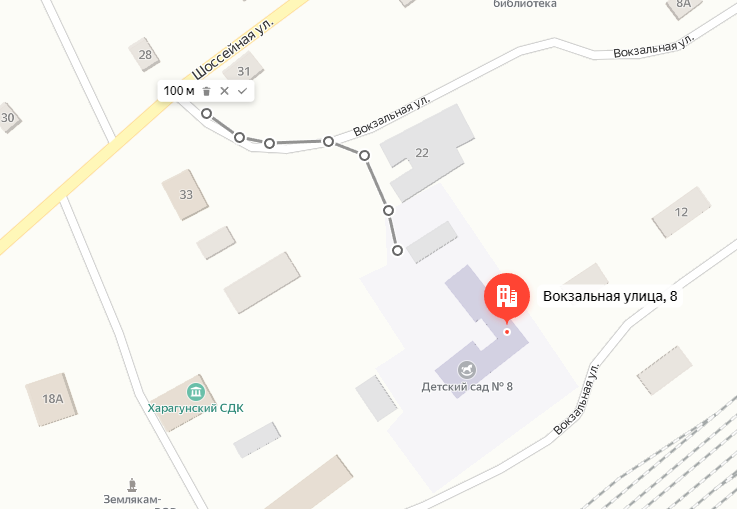 библиотека
8А
Шоссейная ул.
28
31
Вокзальная ул.
100 м
30
Вокзальная ул.
22
33
12
Вокзальная улица, 8
Детский сад № 8
18А
Харагунский СДК
Вокзальная ул.
Землякам-